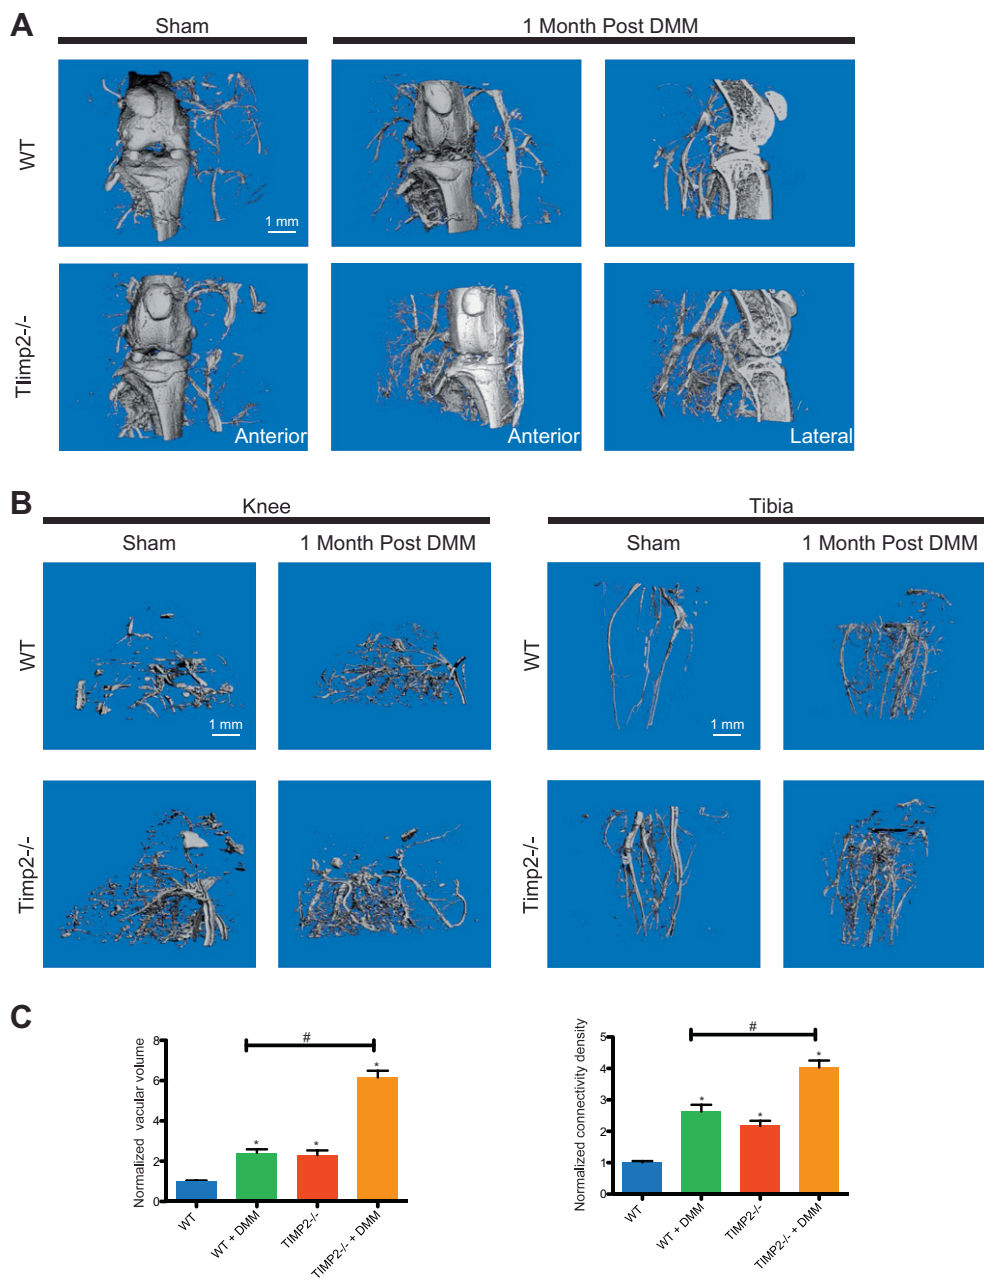 A
Sham
1 Month Post DMM
WT
1 mm
TIimp2-/-
Anterior
Anterior
Lateral
B
Knee
Tibia
Sham
1 Month Post DMM
Sham
1 Month Post DMM
WT
1 mm
WT
1 mm
Timp2-/-
Timp2-/-
C
Normalized vacular volume
8
6
4
2
0
#
*
*
*
WT
WT + DMM
TIMP2-/-
TIMP2-/- + DMM
Normalized connectivity density
5
4
3
2
1
0
#
*
*
*
WT
WT + DMM
TIMP2-/-
TIMP2-/- + DMM